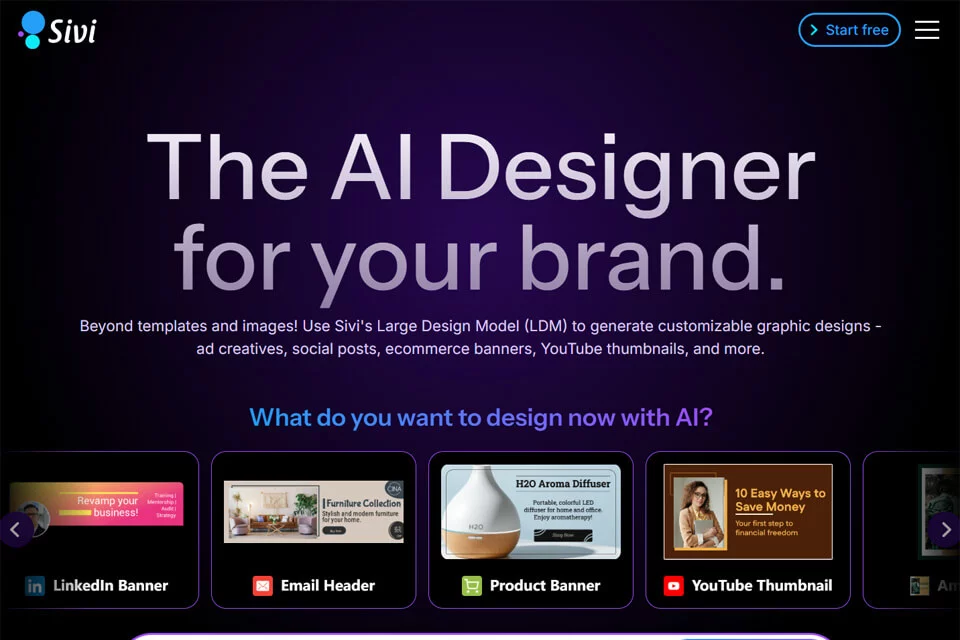 Sivi
Start free
The AI Designer
for your brand.
Beyond templates and images! Use Sivi's Large Design Model (LDM) to generate customizable graphic designs -
ad creatives, social posts, ecommerce banners, YouTube thumbnails, and more.
What do you want to design now with AI?
Revamp your
business!
Training |
Mentorship |
Audit |
Strategy
LinkedIn Banner
Furniture Collection
Stylish and modern furniture
for your home.
Email Header
H2O Aroma Diffuser
Portable, colorful LED
diffuser for home and office.
Enjoy aromatherapy!
H2O
Shop Now
Product Banner
10 Easy Ways to
Save Money
Your first step to
financial freedom
YouTube Thumbnail